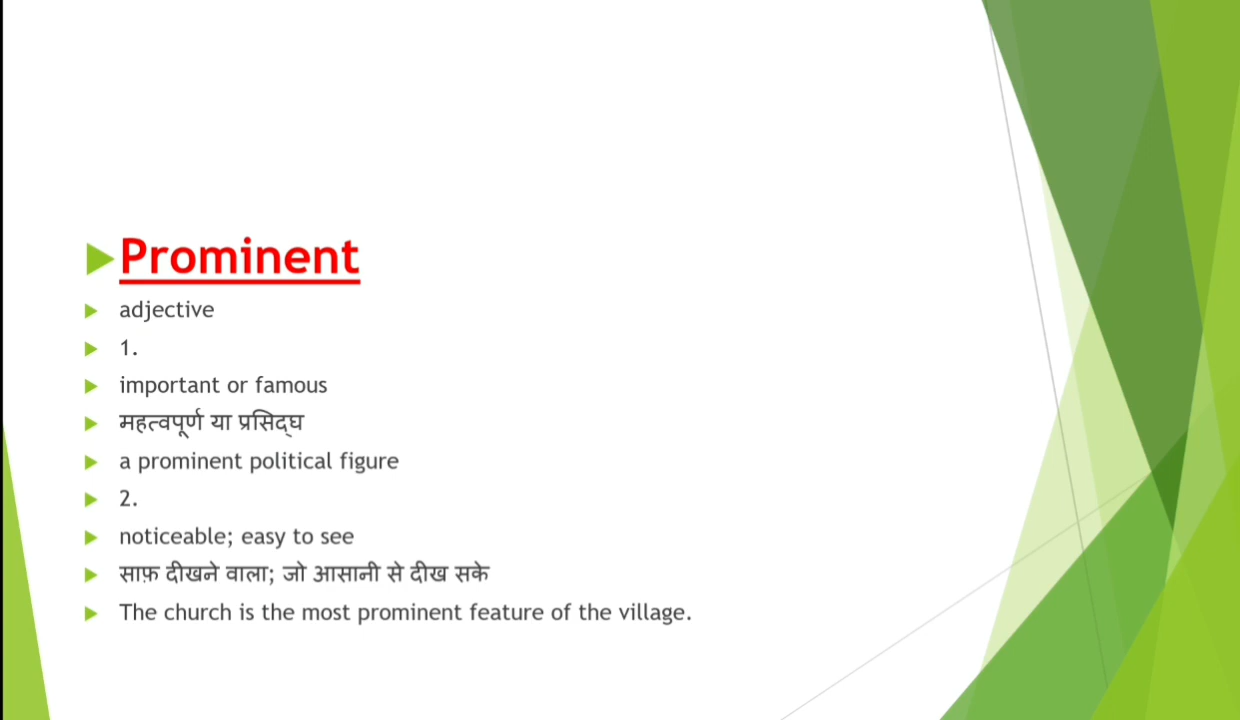 Prominent
adjective
1.
important or famous
महत्वपूर्ण या प्रसिद्घ
a prominent political figure
2.
noticeable; easy to see
साफ़ दीखने वाला; जो आसानी से दीख सके
The church is the most prominent feature of the village.